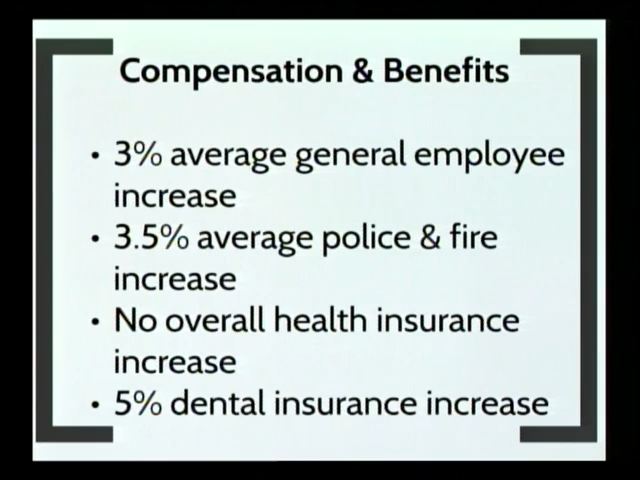 Compensation & Benefits
• 3% average general employee
increase
• 3.5% average police & fire
increase
• No overall health insurance
increase
• 5% dental insurance increase